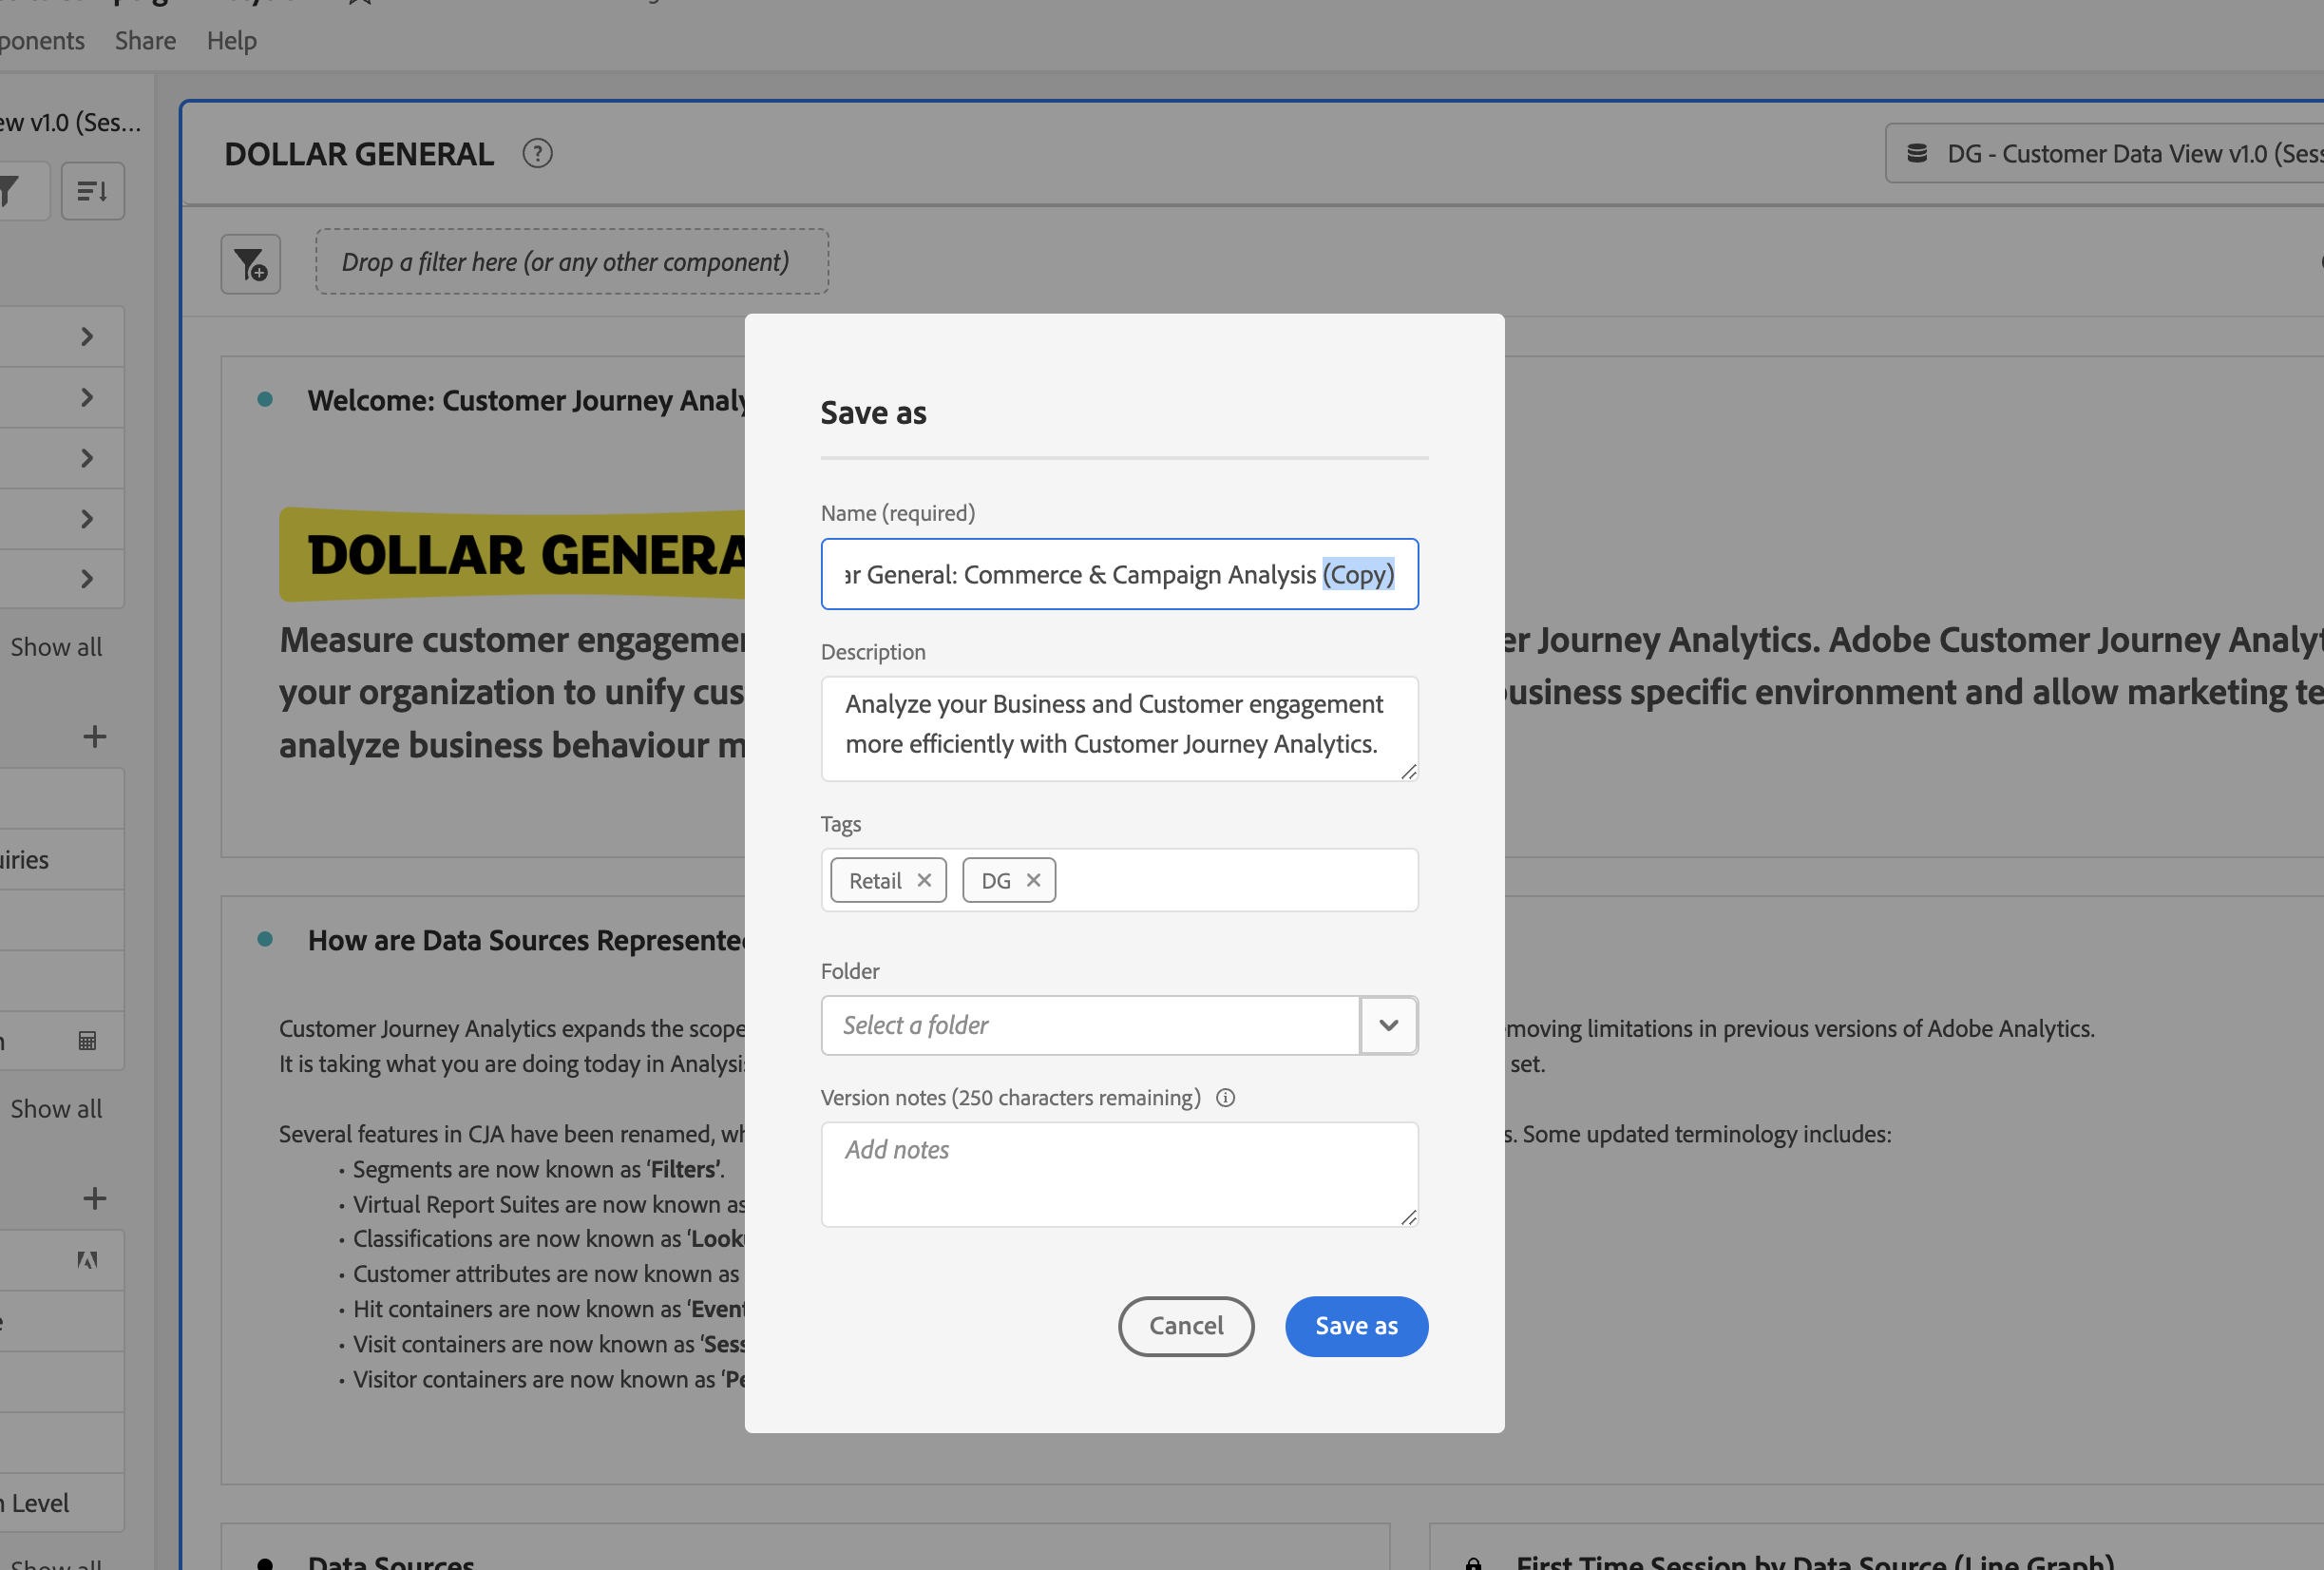 ponents Share Help
ew v1.0 (Ses...
DOLLAR GENERAL
DG - Customer Data View v1.0 (Sess
Drop a filter here (or any other component)
Welcome: Customer Journey Analy
DOLLAR GENERA
Measure customer engagemen
er Journey Analytics. Adobe Customer Journey Analyt
your organization to unify cus
business specific environment and allow marketing te
analyze business behaviour m
Show all
uiries
Show all
n Level
Show all
How are Data Sources Represented
Customer Journey Analytics expands the scope
moving limitations in previous versions of Adobe Analytics.
It is taking what you are doing today in Analysis
set.
Several features in CJA have been renamed, wh
s. Some updated terminology includes:
• Segments are now known as ‘Filters’.
• Virtual Report Suites are now known as
• Classifications are now known as ‘Looku
• Customer attributes are now known as
• Hit containers are now known as ‘Event
• Visit containers are now known as ‘Sess
• Visitor containers are now known as ‘Pe
Data Sources
First Time Session by Data Source (Line Graph)
Save as
Name (required)
ar General: Commerce & Campaign Analysis (Copy)
Description
Analyze your Business and Customer engagement
more efficiently with Customer Journey Analytics.
Tags
Retail
DG
Folder
Select a folder
Version notes (250 characters remaining)
Add notes
Cancel
Save as